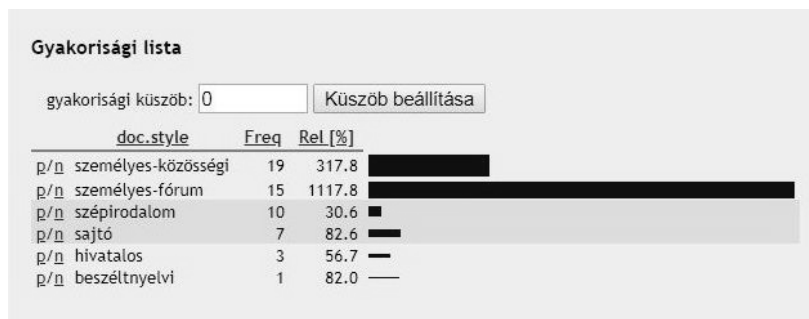 Gyakorisági lista
gyakorisági küszöb: 0 Küszöb beállítása
doc.style Freq Rel [%]
p/n személyes-közösségi 19 317.8
p/n személyes-fórum 15 1117.8
p/n szépirodalom 10 30.6
p/n sajtó 7 82.6
p/n hivatalos 3 56.7
p/n beszéltnyelvi 1 82.0